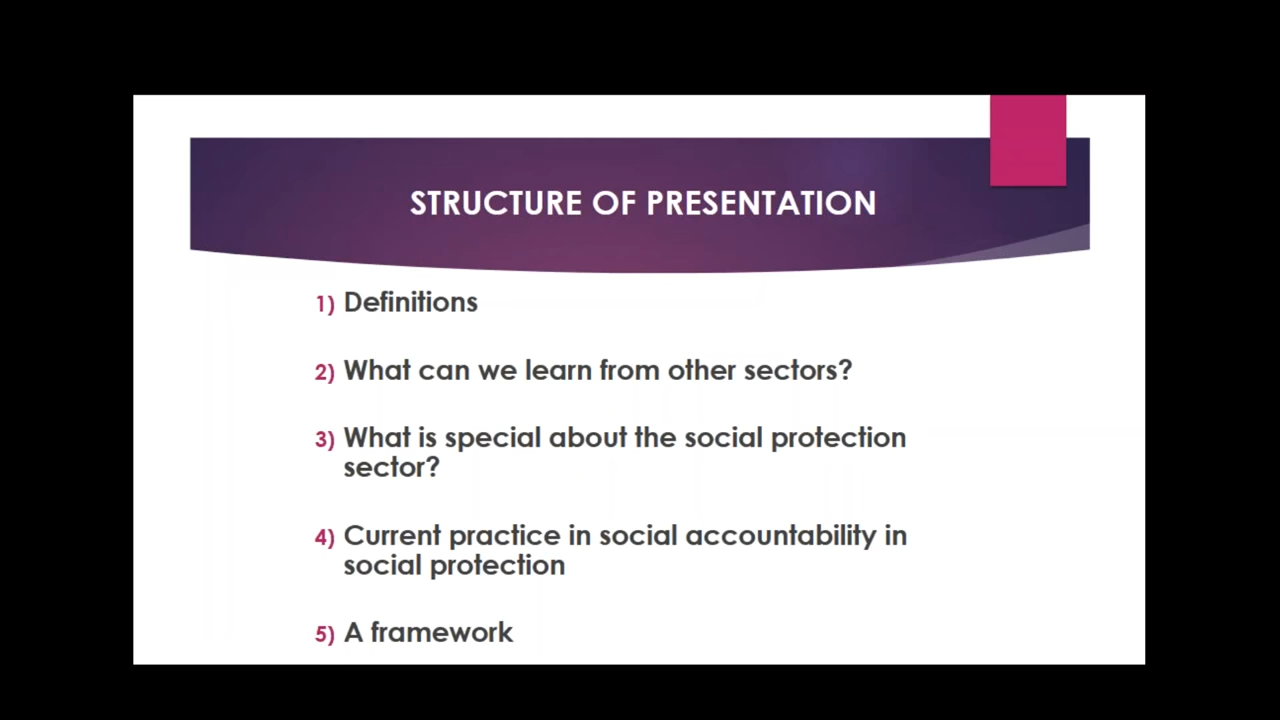 STRUCTURE OF PRESENTATION
1) Definitions
2) What can we learn from other sectors?
3) What is special about the social protection
sector?
4) Current practice in social accountability in
social protection
5) A framework